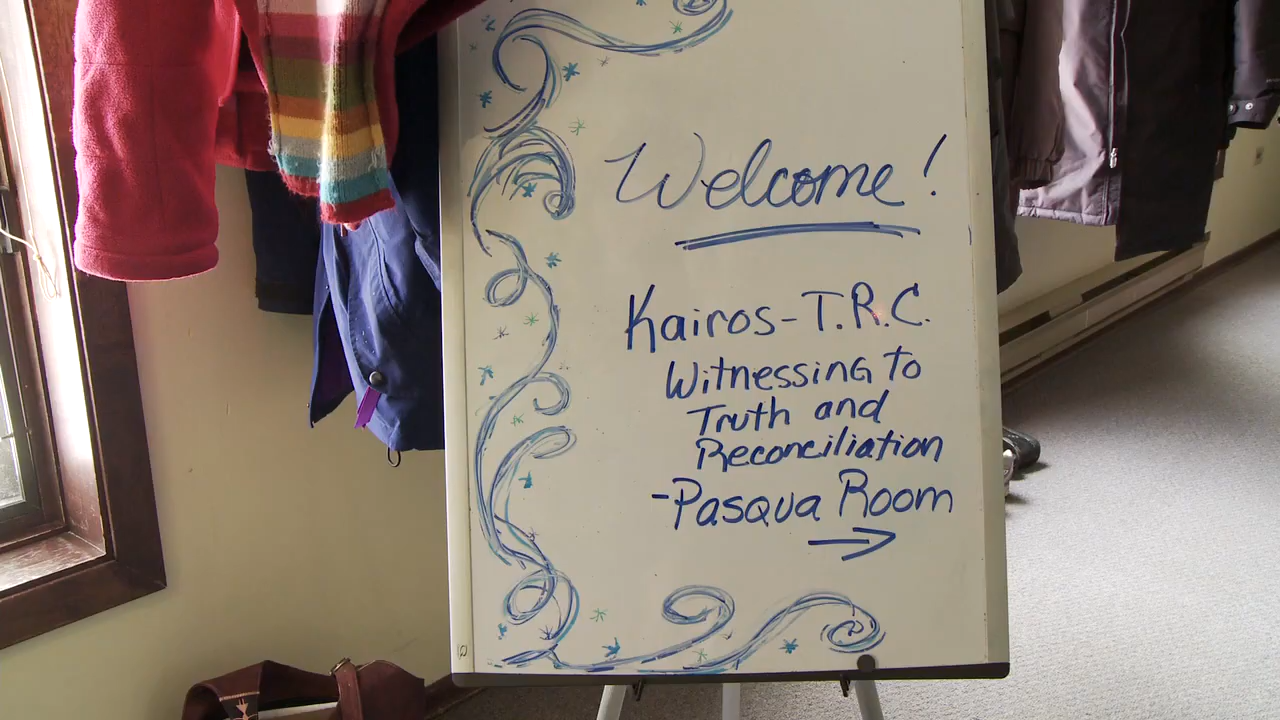 Welcome!
Kairos-T.R.C.
Witnessing to
Truth and
Reconciliation
-Pasqua Room
→